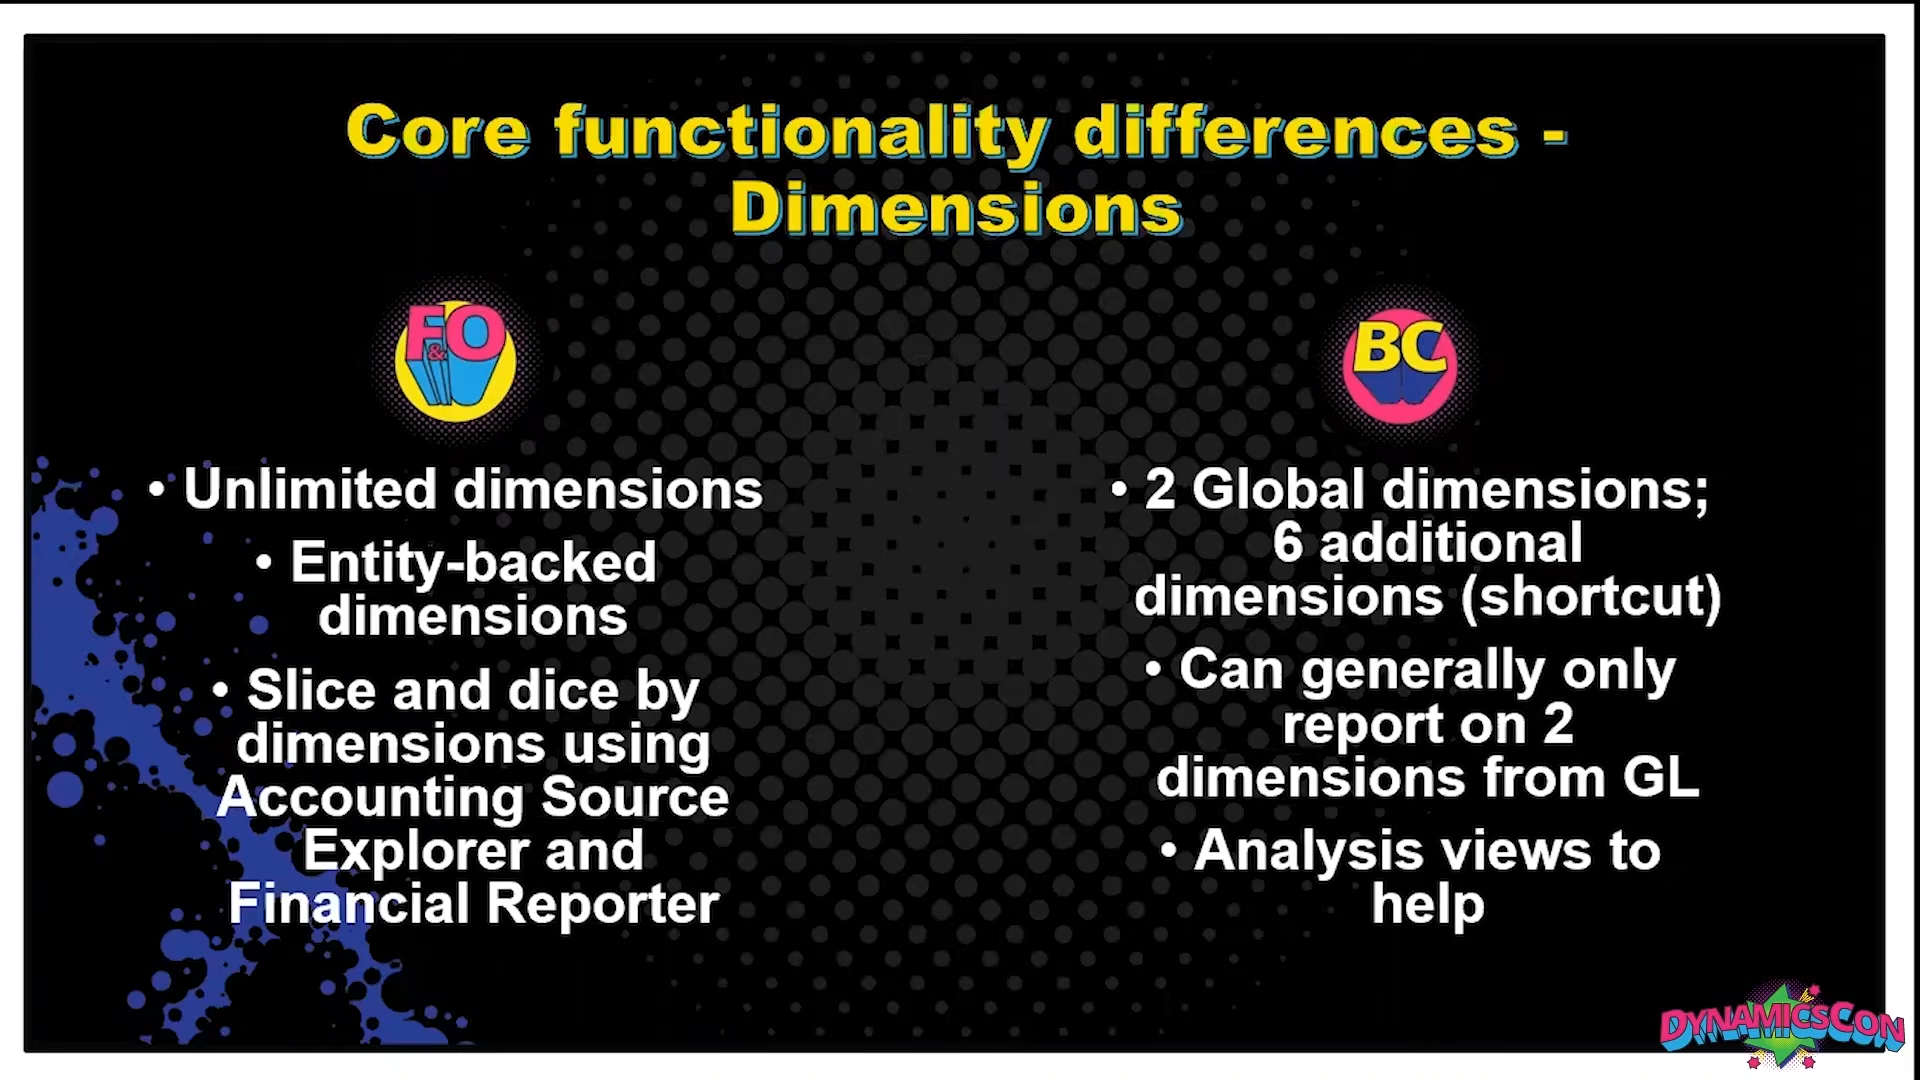 Core functionality differences -
Dimensions
F&O
• Unlimited dimensions
• Entity-backed
dimensions
• Slice and dice by
dimensions using
Accounting Source
Explorer and
Financial Reporter
BC
• 2 Global dimensions;
6 additional
dimensions (shortcut)
• Can generally only
report on 2
dimensions from GL
• Analysis views to
help
DYNAMICSCON